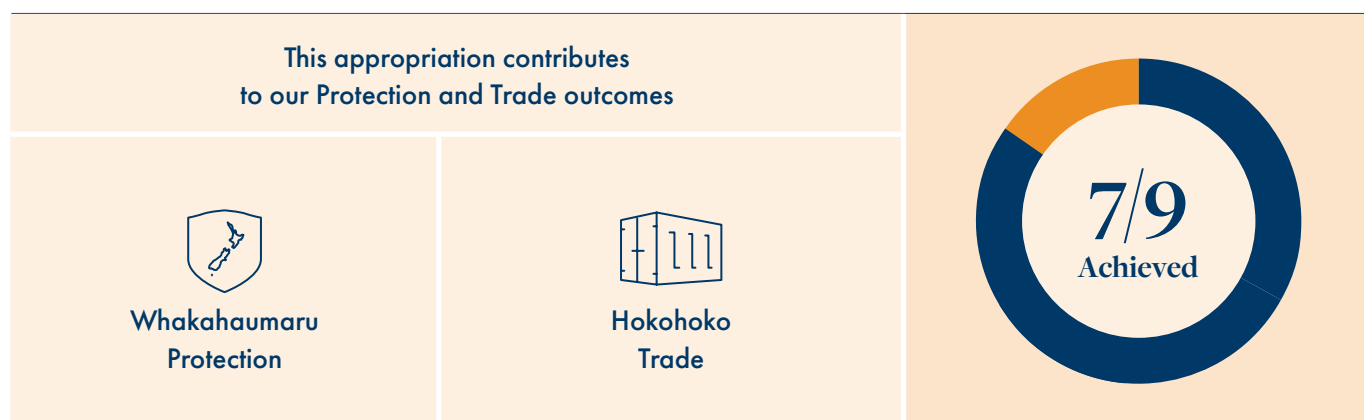 This appropriation contributes
to our Protection and Trade outcomes
Whakahaumaru
Protection
Hokohoko
Trade
7/9
Achieved